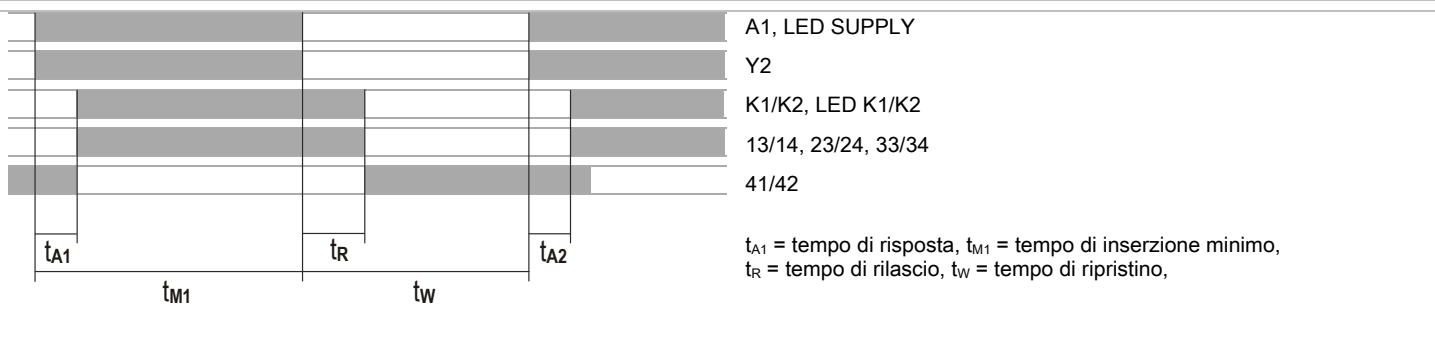 A1, LED SUPPLY
Y2
K1/K2, LED K1/K2
13/14, 23/24, 33/34
41/42
tA1 tR tA2
tM1 tW
tA1 = tempo di risposta, tM1 = tempo di inserzione minimo,
tR = tempo di rilascio, tW = tempo di ripristino,